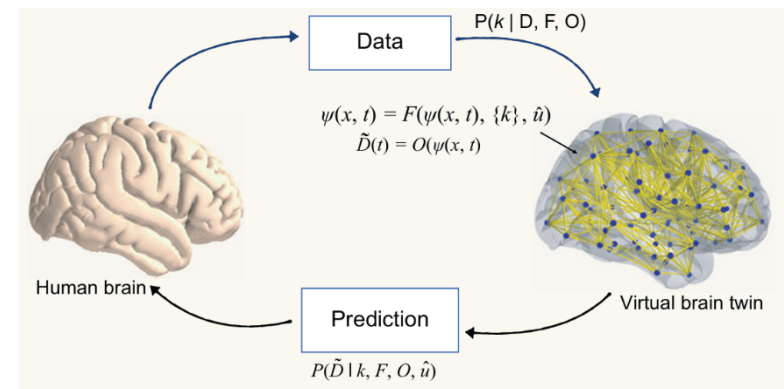 Data
P(k | D, F, O)
ψ(x, t) = F(ψ(x, t), {k}, û)
D̃(t) = O(ψ(x, t)
Human brain
Virtual brain twin
Prediction
P(D̃ | k, F, O, û)